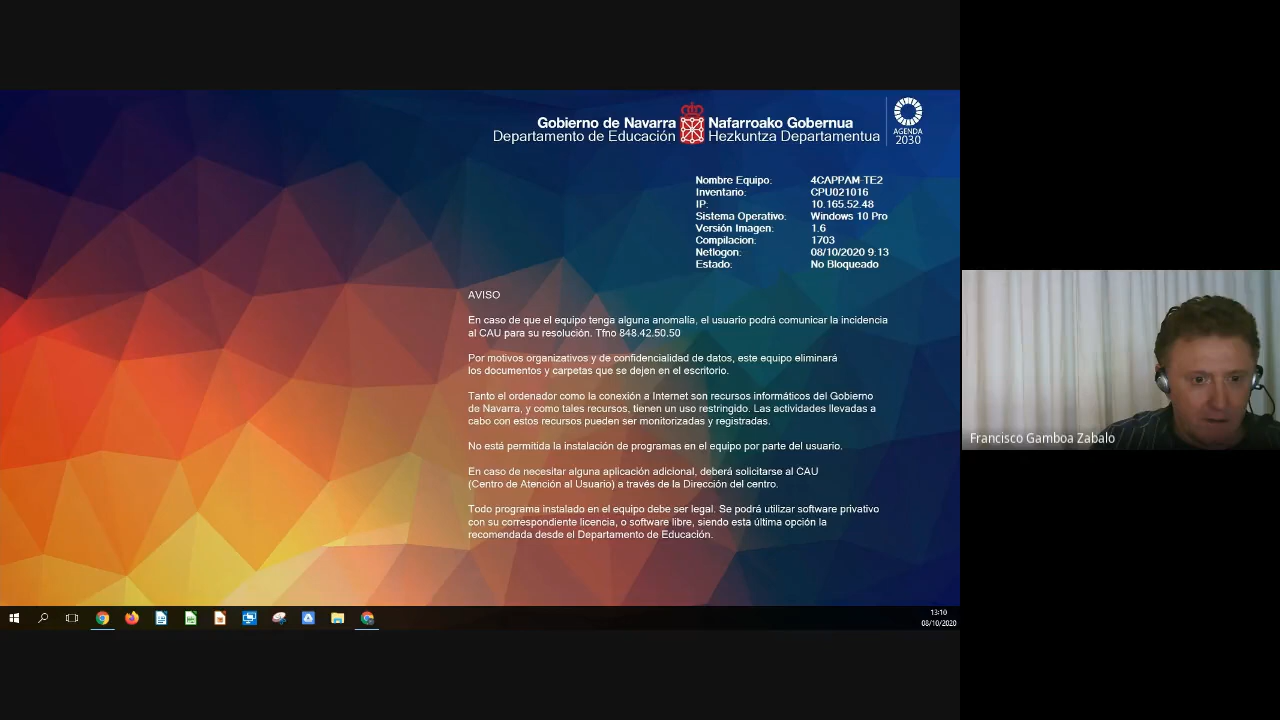 Gobierno de Navarra Nafarroako Gobernua
Departamento de Educación Hezkuntza Departamentua
AGENDA
2030
Nombre Equipo: 4CAPPAM-TE2
Inventario: CPU021016
IP: 10.165.52.48
Sistema Operativo: Windows 10 Pro
Versión Imagen: 1.6
Compilacion: 1703
Netlogon: 08/10/2020 9:13
Estado: No Bloqueado
AVISO
En caso de que el equipo tenga alguna anomalía, el usuario podrá comunicar la incidencia
al CAU para su resolución. Tfno 848.42.50.50
Por motivos organizativos y de confidencialidad de datos, este equipo eliminará
los documentos y carpetas que se dejen en el escritorio.
Tanto el ordenador como la conexión a Internet son recursos informáticos del Gobierno
de Navarra, y como tales recursos, tienen un uso restringido. Las actividades llevadas a
cabo con estos recursos pueden ser monitorizadas y registradas.
No está permitida la instalación de programas en el equipo por parte del usuario.
En caso de necesitar alguna aplicación adicional, deberá solicitarse al CAU
(Centro de Atención al Usuario) a través de la Dirección del centro.
Todo programa instalado en el equipo debe ser legal. Se podrá utilizar software privativo
con su correspondiente licencia, o software libre, siendo esta última opción la
recomendada desde el Departamento de Educación.
Francisco Gamboa Zabalo
13:10
08/10/2020